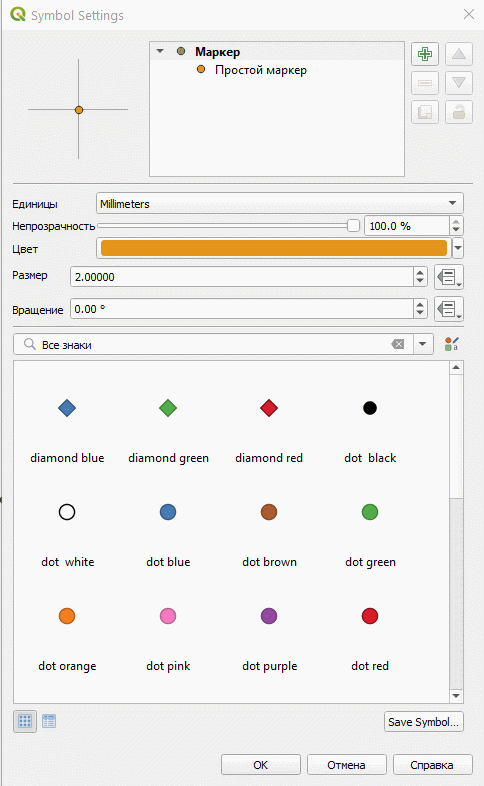 Symbol Settings
Маркер
Простой маркер
Единицы Millimeters
Непрозрачность 100.0 %
Цвет
Размер 2.00000
Вращение 0.00 °
Все знаки
diamond blue diamond green diamond red dot black
dot white dot blue dot brown dot green
dot orange dot pink dot purple dot red
Save Symbol...
OK Отмена Справка